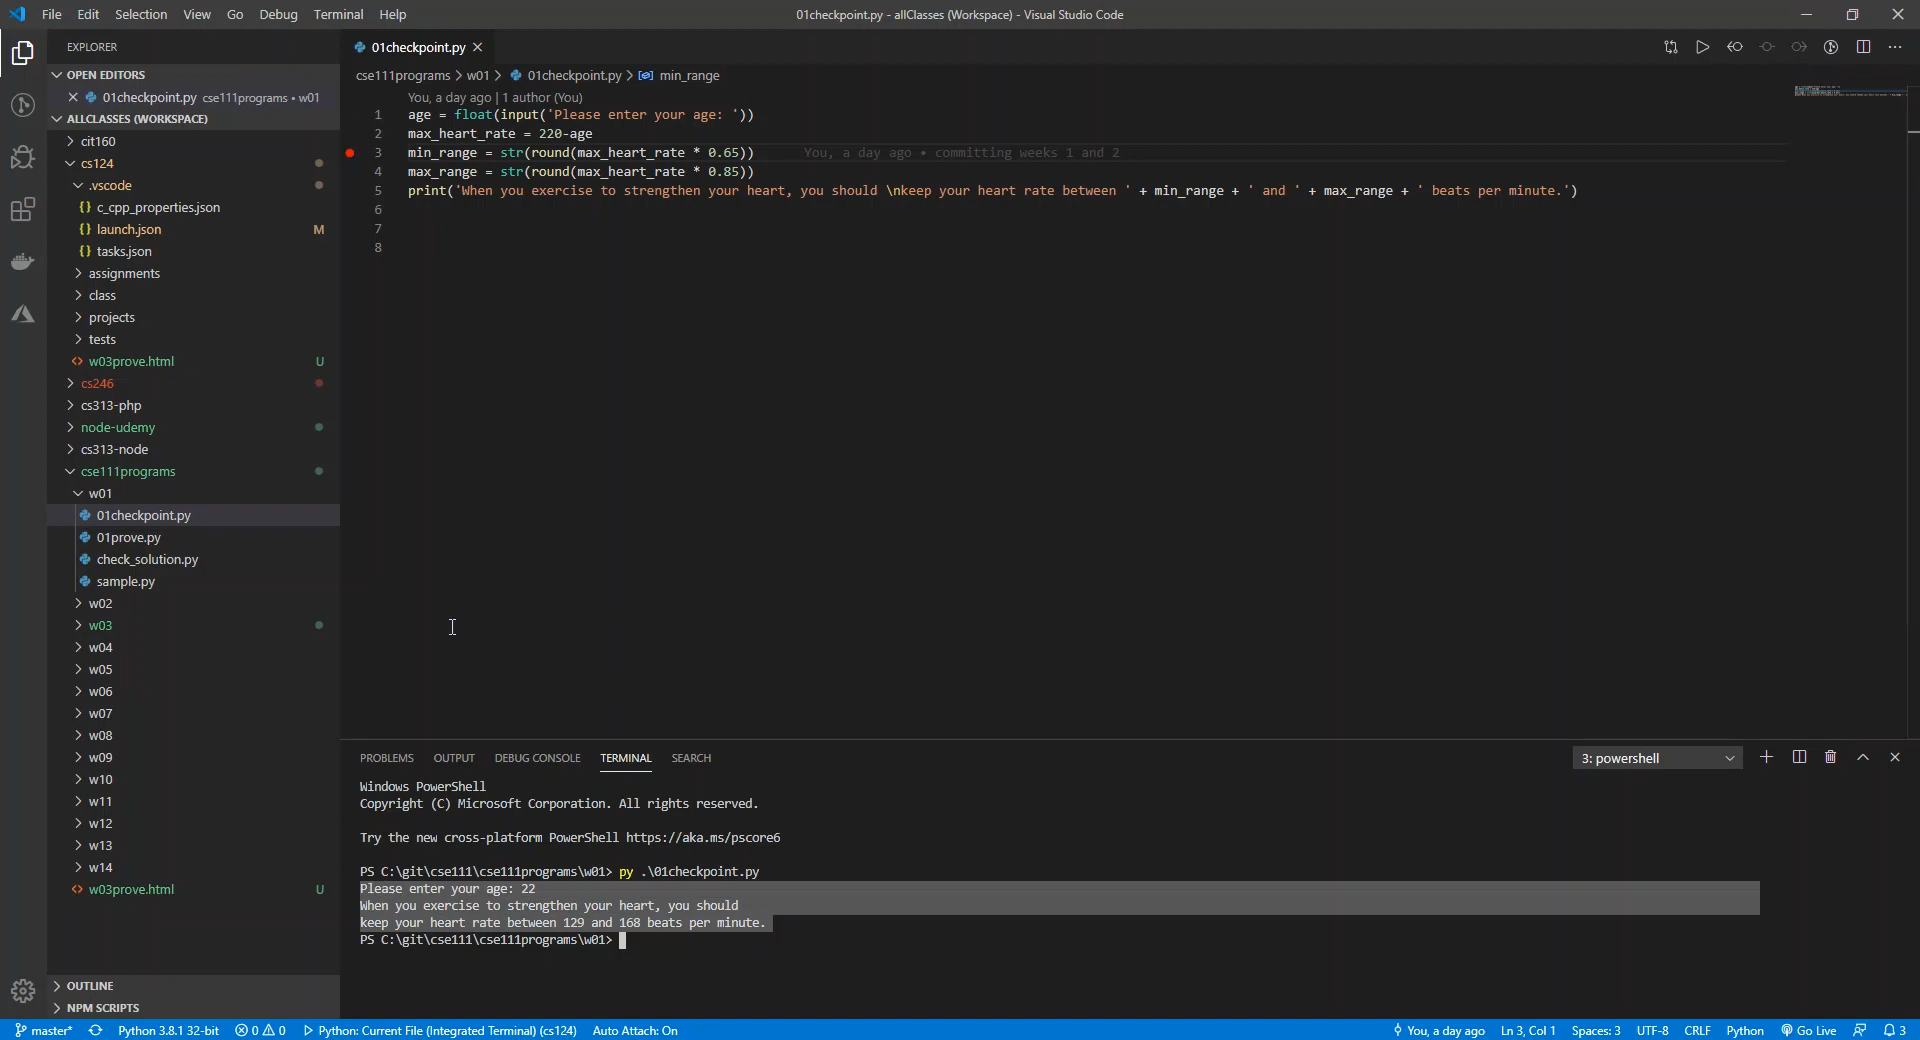 File Edit Selection View Go Debug Terminal Help
01checkpoint.py - allClasses (Workspace) - Visual Studio Code
EXPLORER
OPEN EDITORS
01checkpoint.py cse111programs • w01
ALLCLASSES (WORKSPACE)
cit160
cs124
.vscode
{} c_cpp_properties.json
{} launch.json M
{} tasks.json
assignments
class
projects
tests
<> w03prove.html U
cs246
cs313-php
node-udemy
cs313-node
cse111programs
w01
01checkpoint.py
01prove.py
check_solution.py
sample.py
w02
w03
w04
w05
w06
w07
w08
w09
w10
w11
w12
w13
w14
<> w03prove.html U
OUTLINE
NPM SCRIPTS
01checkpoint.py
cse111programs > w01 > 01checkpoint.py > min_range
You, a day ago | 1 author (You)
1 age = float(input('Please enter your age: '))
2 max_heart_rate = 220-age
3 min_range = str(round(max_heart_rate * 0.65)) You, a day ago • committing weeks 1 and 2
4 max_range = str(round(max_heart_rate * 0.85))
5 print('When you exercise to strengthen your heart, you should \nkeep your heart rate between ' + min_range + ' and ' + max_range + ' beats per minute.')
6
7
8
PROBLEMS OUTPUT DEBUG CONSOLE TERMINAL SEARCH
3: powershell
Windows PowerShell
Copyright (C) Microsoft Corporation. All rights reserved.
Try the new cross-platform PowerShell https://aka.ms/pscore6
PS C:\git\cse111\cse111programs\w01> py .\01checkpoint.py
Please enter your age: 22
When you exercise to strengthen your heart, you should
keep your heart rate between 129 and 168 beats per minute.
PS C:\git\cse111\cse111programs\w01>
master* Python 3.8.1 32-bit 0 0 Python: Current File (Integrated Terminal) (cs124) Auto Attach: On
You, a day ago Ln 3, Col 1 Spaces: 3 UTF-8 CRLF Python Go Live 3